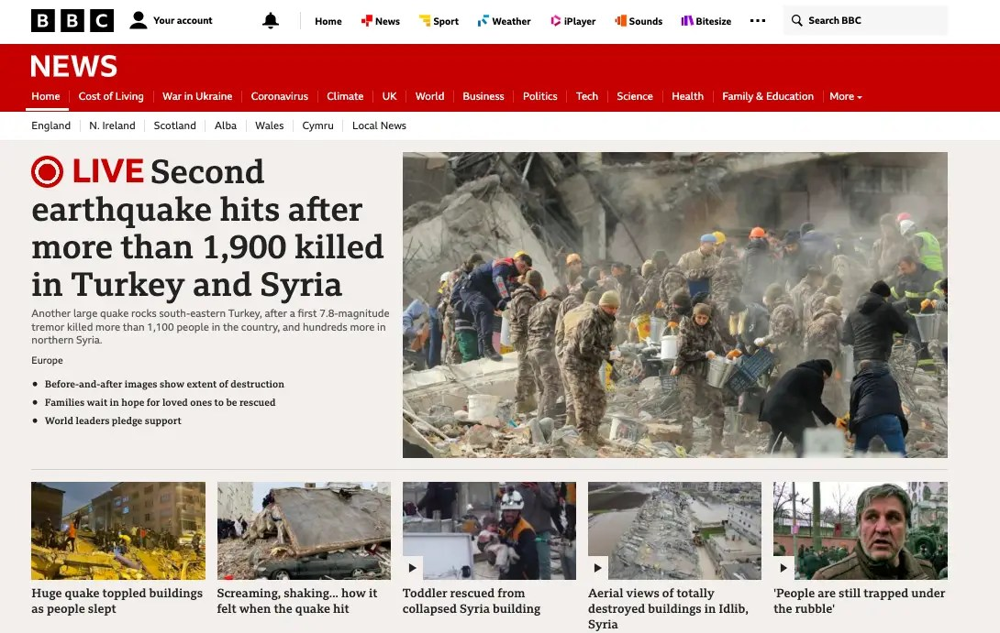 BBC Your account Home News Sport Weather iPlayer Sounds Bitesize Search BBC
NEWS
Home Cost of Living War in Ukraine Coronavirus Climate UK World Business Politics Tech Science Health Family & Education More
England N. Ireland Scotland Alba Wales Cymru Local News
LIVE Second
earthquake hits after
more than 1,900 killed
in Turkey and Syria
Another large quake rocks south-eastern Turkey, after a first 7.8-magnitude
tremor killed more than 1,100 people in the country, and hundreds more in
northern Syria.
Europe
Before-and-after images show extent of destruction
Families wait in hope for loved ones to be rescued
World leaders pledge support
Huge quake toppled buildings
as people slept
Screaming, shaking... how it
felt when the quake hit
Toddler rescued from
collapsed Syria building
Aerial views of totally
destroyed buildings in Idlib,
Syria
'People are still trapped under
the rubble'